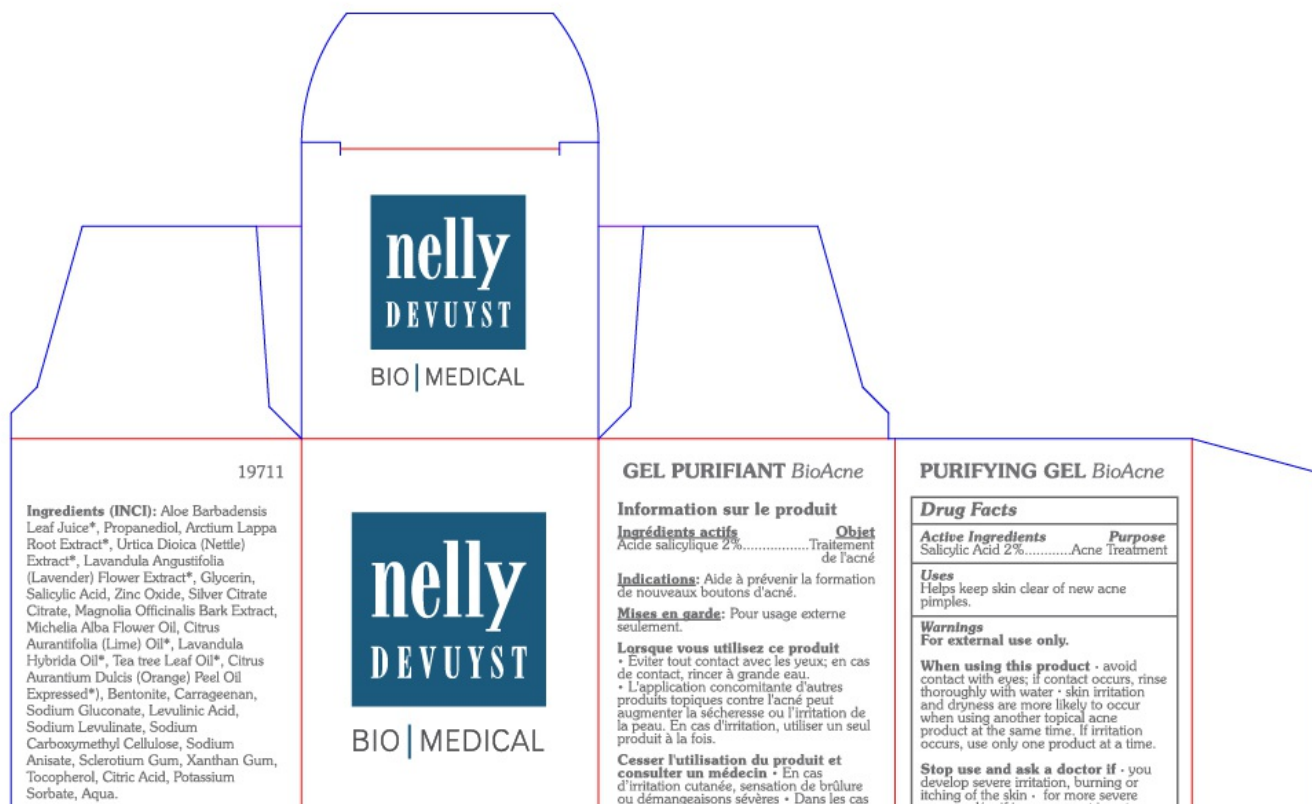 nelly
DEVUYST
BIO | MEDICAL
19711
Ingredients (INCI): Aloe Barbadensis
Leaf Juice*, Propanediol, Arctium Lappa
Root Extract*, Urtica Dioica (Nettle)
Extract*, Lavandula Angustifolia
(Lavender) Flower Extract*, Glycerin,
Salicylic Acid, Zinc Oxide, Silver Citrate
Citrate, Magnolia Officinalis Bark Extract,
Michelia Alba Flower Oil, Citrus
Aurantifolia (Lime) Oil*, Lavandula
Hybrida Oil*, Tea tree Leaf Oil*, Citrus
Aurantium Dulcis (Orange) Peel Oil
Expressed*), Bentonite, Carrageenan,
Sodium Gluconate, Levulinic Acid,
Sodium Levulinate, Sodium
Carboxymethyl Cellulose, Sodium
Anisate, Sclerotium Gum, Xanthan Gum,
Tocopherol, Citric Acid, Potassium
Sorbate, Aqua.
nelly
DEVUYST
BIO | MEDICAL
GEL PURIFIANT BioAcne
Information sur le produit
Ingrédients actifs Objet
Acide salicylique 2%.................Traitement
de l'acné
Indications: Aide à prévenir la formation
de nouveaux boutons d'acné.
Mises en garde: Pour usage externe
seulement.
Lorsque vous utilisez ce produit
• Éviter tout contact avec les yeux; en cas
de contact, rincer à grande eau.
• L'application concomitante d'autres
produits topiques contre l'acné peut
augmenter la sécheresse ou l'irritation de
la peau. En cas d'irritation, utiliser un seul
produit à la fois.
Cesser l'utilisation du produit et
consulter un médecin • En cas
d'irritation cutanée, sensation de brûlure
ou démangeaisons sévères • Dans les cas
PURIFYING GEL BioAcne
Drug Facts
Active Ingredients Purpose
Salicylic Acid 2%............Acne Treatment
Uses
Helps keep skin clear of new acne
pimples.
Warnings
For external use only.
When using this product · avoid
contact with eyes; if contact occurs, rinse
thoroughly with water · skin irritation
and dryness are more likely to occur
when using another topical acne
product at the same time. If irritation
occurs, use only one product at a time.
Stop use and ask a doctor if · you
develop severe irritation, burning or
itching of the skin · for more severe